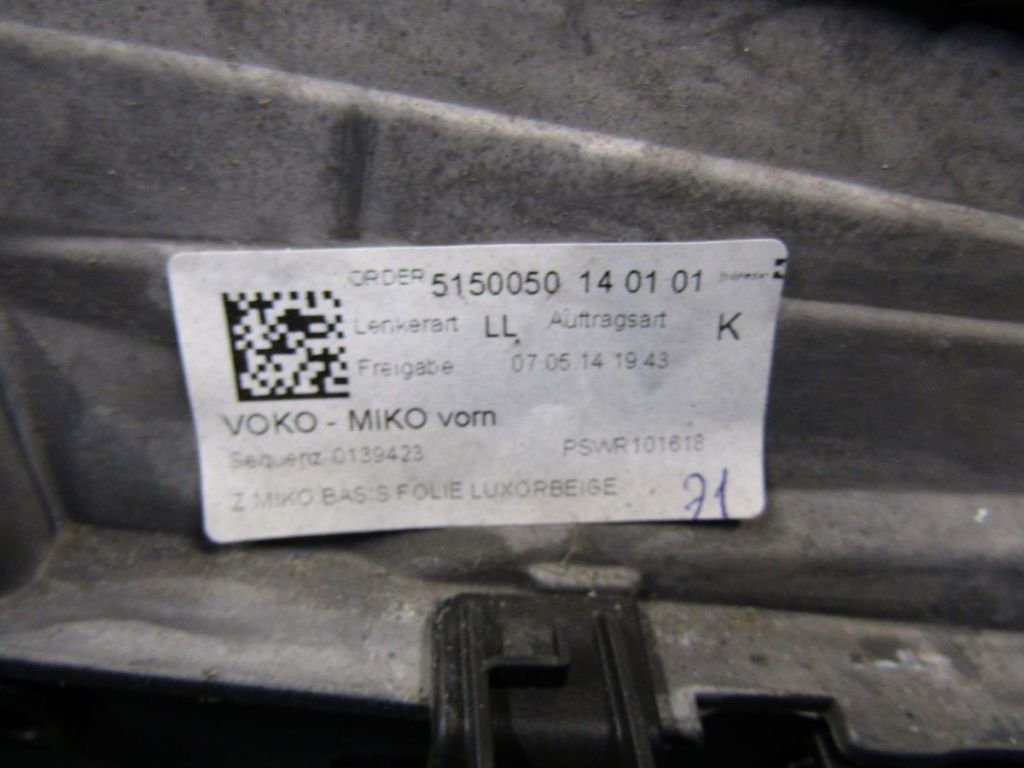 ORDER 5150050 14 01 01
Lenkerart LL Auftragsart K
Freigabe 07 05 14 19 43
VOKO - MIKO vorn
Sequenz 0139423 PSWR101618
Z MIKO BASIS FOLIE LUXORBEIGE
71